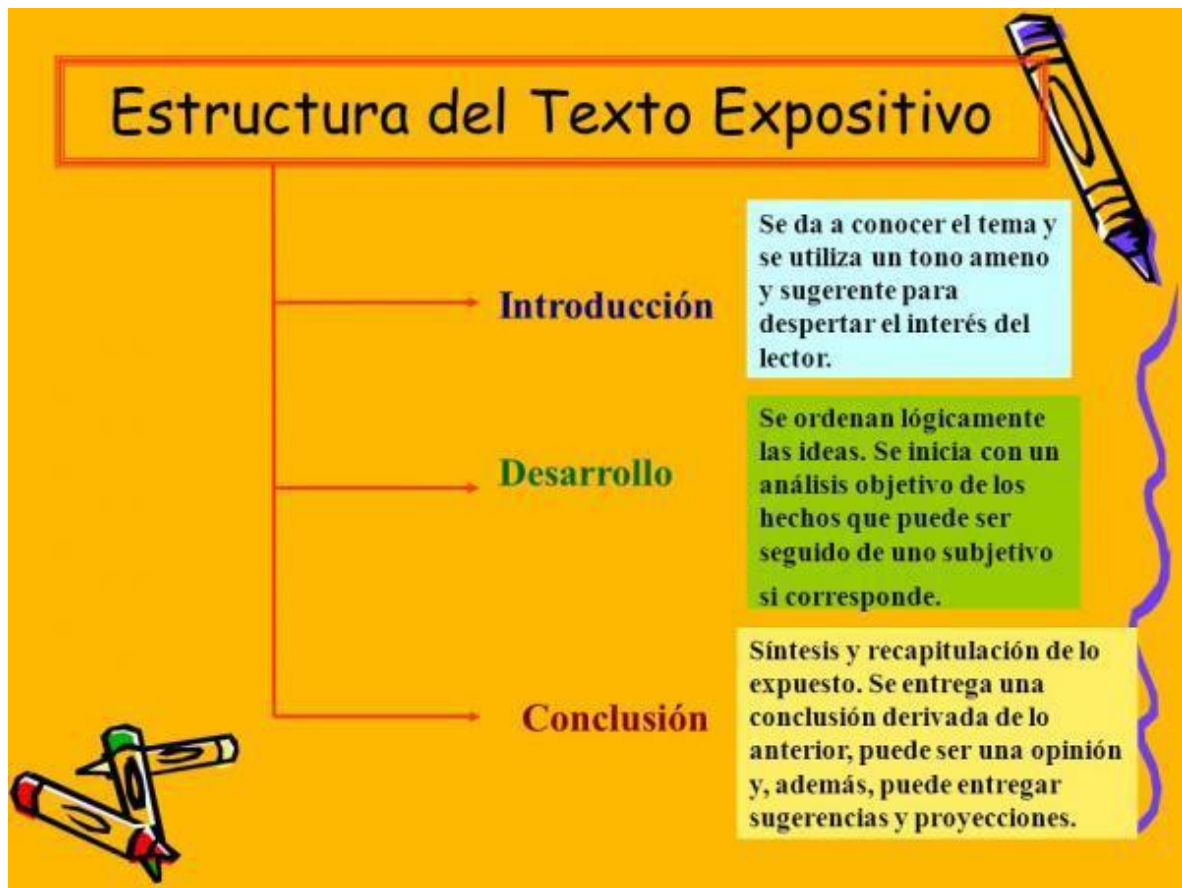 Estructura del Texto Expositivo
Introducción
Se da a conocer el tema y
se utiliza un tono ameno
y sugerente para
despertar el interés del
lector.
Desarrollo
Se ordenan lógicamente
las ideas. Se inicia con un
análisis objetivo de los
hechos que puede ser
seguido de uno subjetivo
si corresponde.
Conclusión
Síntesis y recapitulación de lo
expuesto. Se entrega una
conclusión derivada de lo
anterior, puede ser una opinión
y, además, puede entregar
sugerencias y proyecciones.